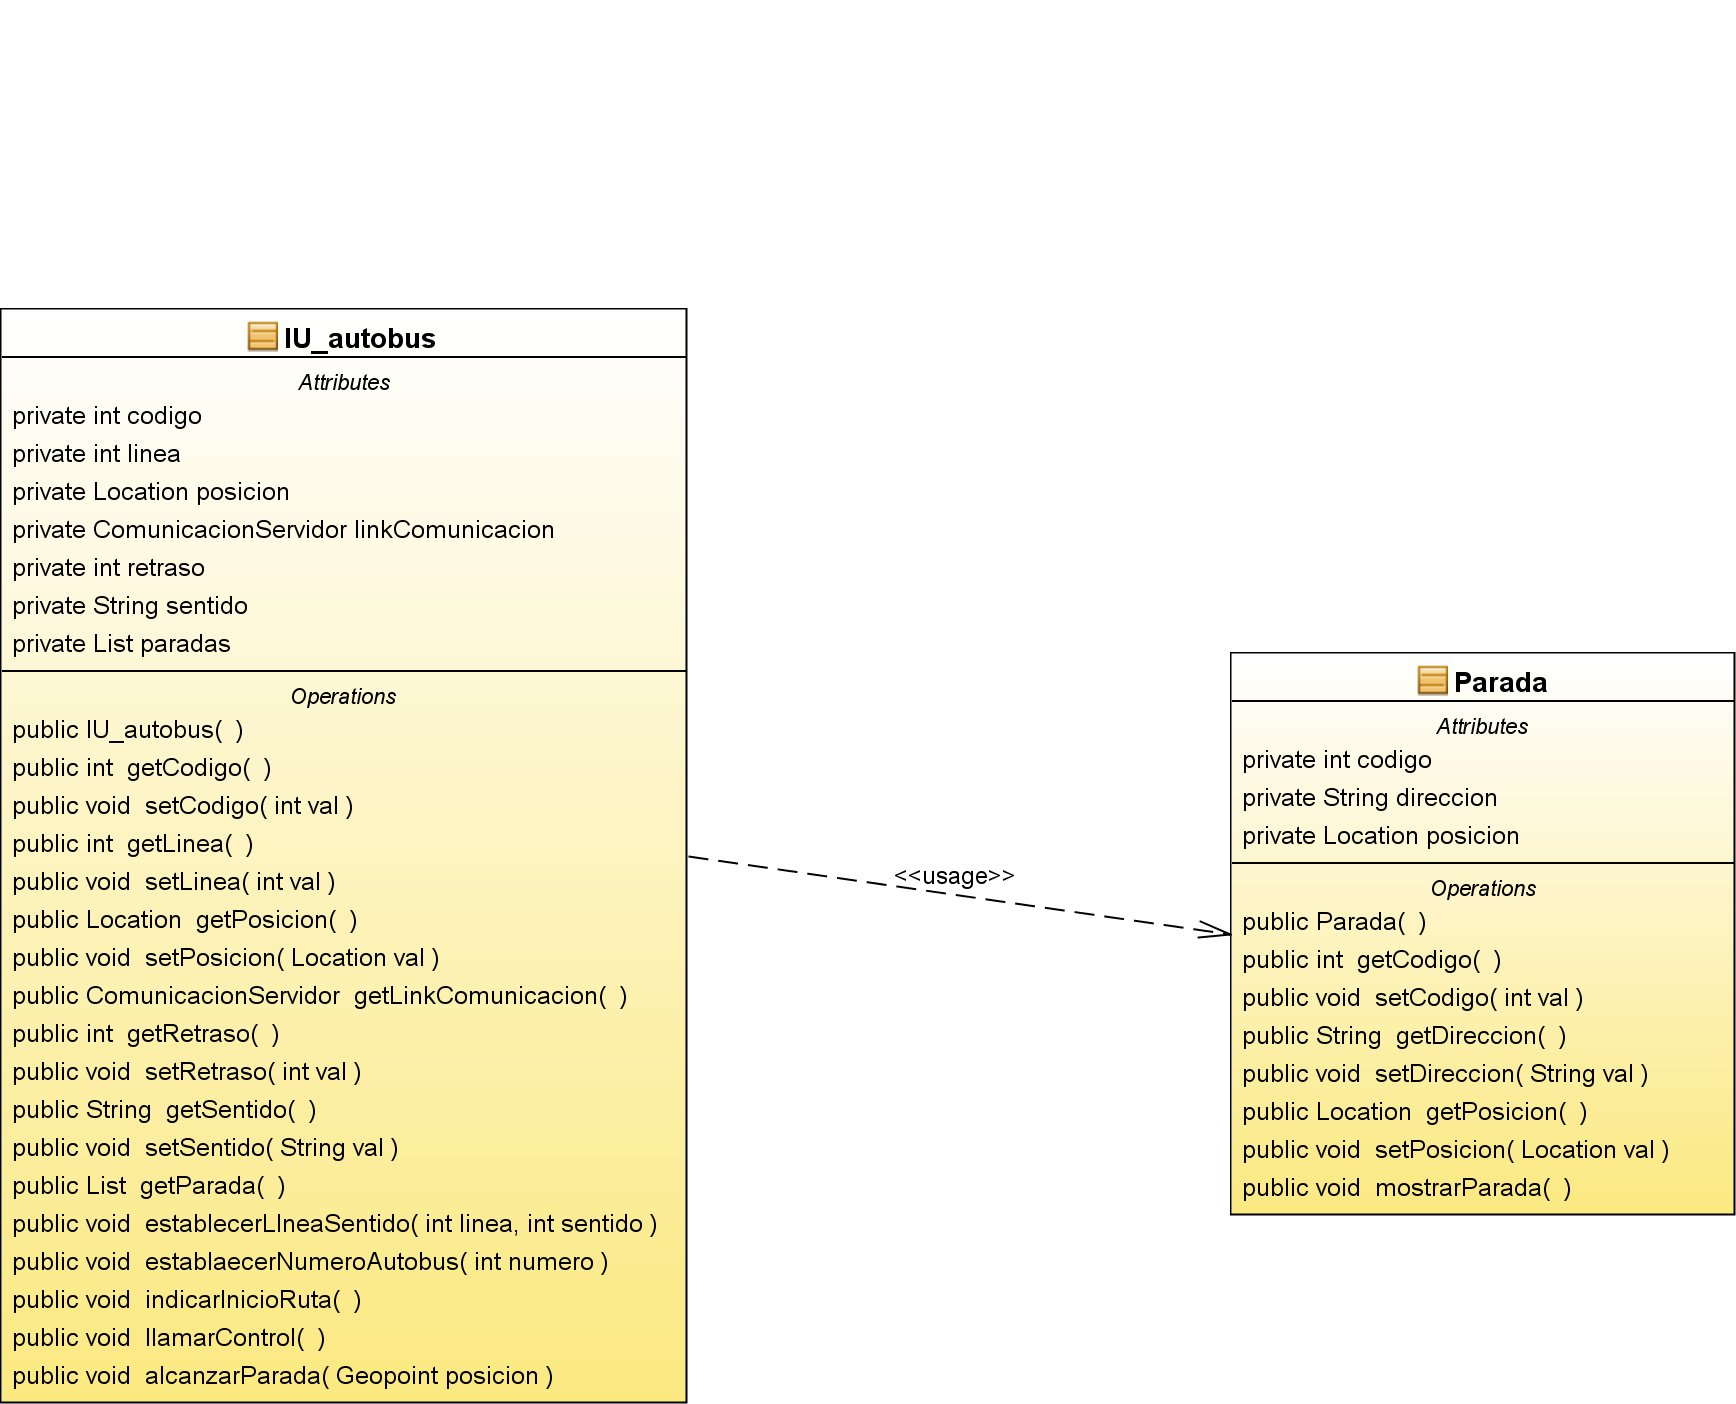 IU_autobus
Attributes
private int codigo
private int linea
private Location posicion
private ComunicacionServidor linkComunicacion
private int retraso
private String sentido
private List paradas
Operations
public IU_autobus(  )
public int  getCodigo(  )
public void  setCodigo( int val )
public int  getLinea(  )
public void  setLinea( int val )
public Location  getPosicion(  )
public void  setPosicion( Location val )
public ComunicacionServidor  getLinkComunicacion(  )
public int  getRetraso(  )
public void  setRetraso( int val )
public String  getSentido(  )
public void  setSentido( String val )
public List  getParada(  )
public void  establecerLIneaSentido( int linea, int sentido )
public void  establaecerNumeroAutobus( int numero )
public void  indicarInicioRuta(  )
public void  llamarControl(  )
public void  alcanzarParada( Geopoint posicion )
<<usage>>
Parada
Attributes
private int codigo
private String direccion
private Location posicion
Operations
public Parada(  )
public int  getCodigo(  )
public void  setCodigo( int val )
public String  getDireccion(  )
public void  setDireccion( String val )
public Location  getPosicion(  )
public void  setPosicion( Location val )
public void  mostrarParada(  )